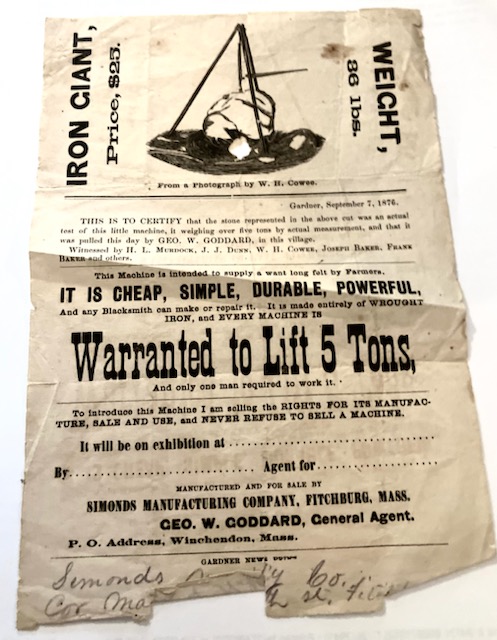 IRON GIANT,
Price, $25.
WEIGHT,
86 lbs.
From a Photograph by W. H. Cowee.
Gardner, September 7, 1876.
THIS IS TO CERTIFY that the stone represented in the above cut was an actual
test of this little machine, it weighing over five tons by actual measurement, and that it
was pulled this day by GEO. W. GODDARD, in this village.
Witnessed by H. L. Murdock, J. J. Dunn, W. H. Cowee, Joseph Baker, Frank
Baker and others.
This Machine is intended to supply a want long felt by Farmers.
IT IS CHEAP, SIMPLE, DURABLE, POWERFUL,
And any Blacksmith can make or repair it. It is made entirely of WROUGHT
IRON, and EVERY MACHINE IS
Warranted to Lift 5 Tons,
And only one man required to work it.
To introduce this Machine I am selling the RIGHTS FOR ITS MANUFAC-
TURE, SALE AND USE, and NEVER REFUSE TO SELL A MACHINE.
It will be on exhibition at ........................................
By.............................. Agent for....................
MANUFACTURED AND FOR SALE BY
SIMONDS MANUFACTURING COMPANY, FITCHBURG, MASS.
GEO. W. GODDARD, General Agent.
P. O. Address, Winchendon, Mass.
GARDNER NEWS
Simonds Co.
Cor Ma st.